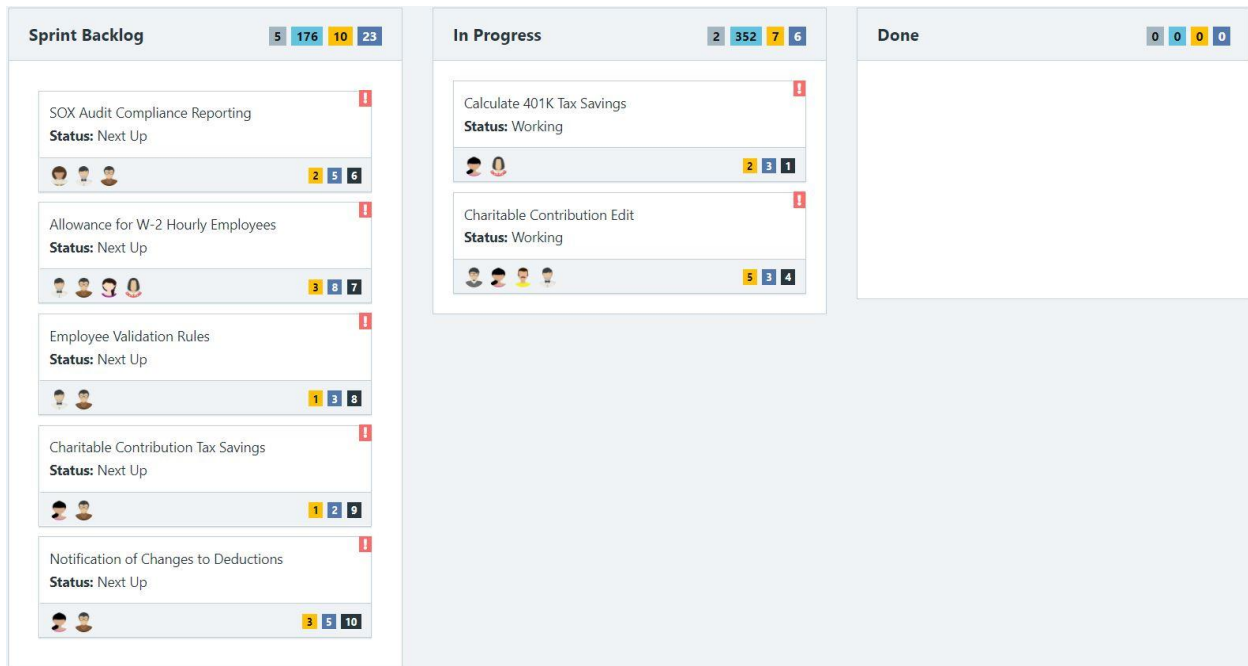 Sprint Backlog 5 176 10 23
! 
SOX Audit Compliance Reporting
Status: Next Up
2 5 6
!
Allowance for W-2 Hourly Employees
Status: Next Up
3 8 7
!
Employee Validation Rules
Status: Next Up
1 3 8
!
Charitable Contribution Tax Savings
Status: Next Up
1 2 9
!
Notification of Changes to Deductions
Status: Next Up
3 5 10
In Progress 2 352 7 6
!
Calculate 401K Tax Savings
Status: Working
2 3 1
!
Charitable Contribution Edit
Status: Working
5 3 4
Done 0 0 0 0